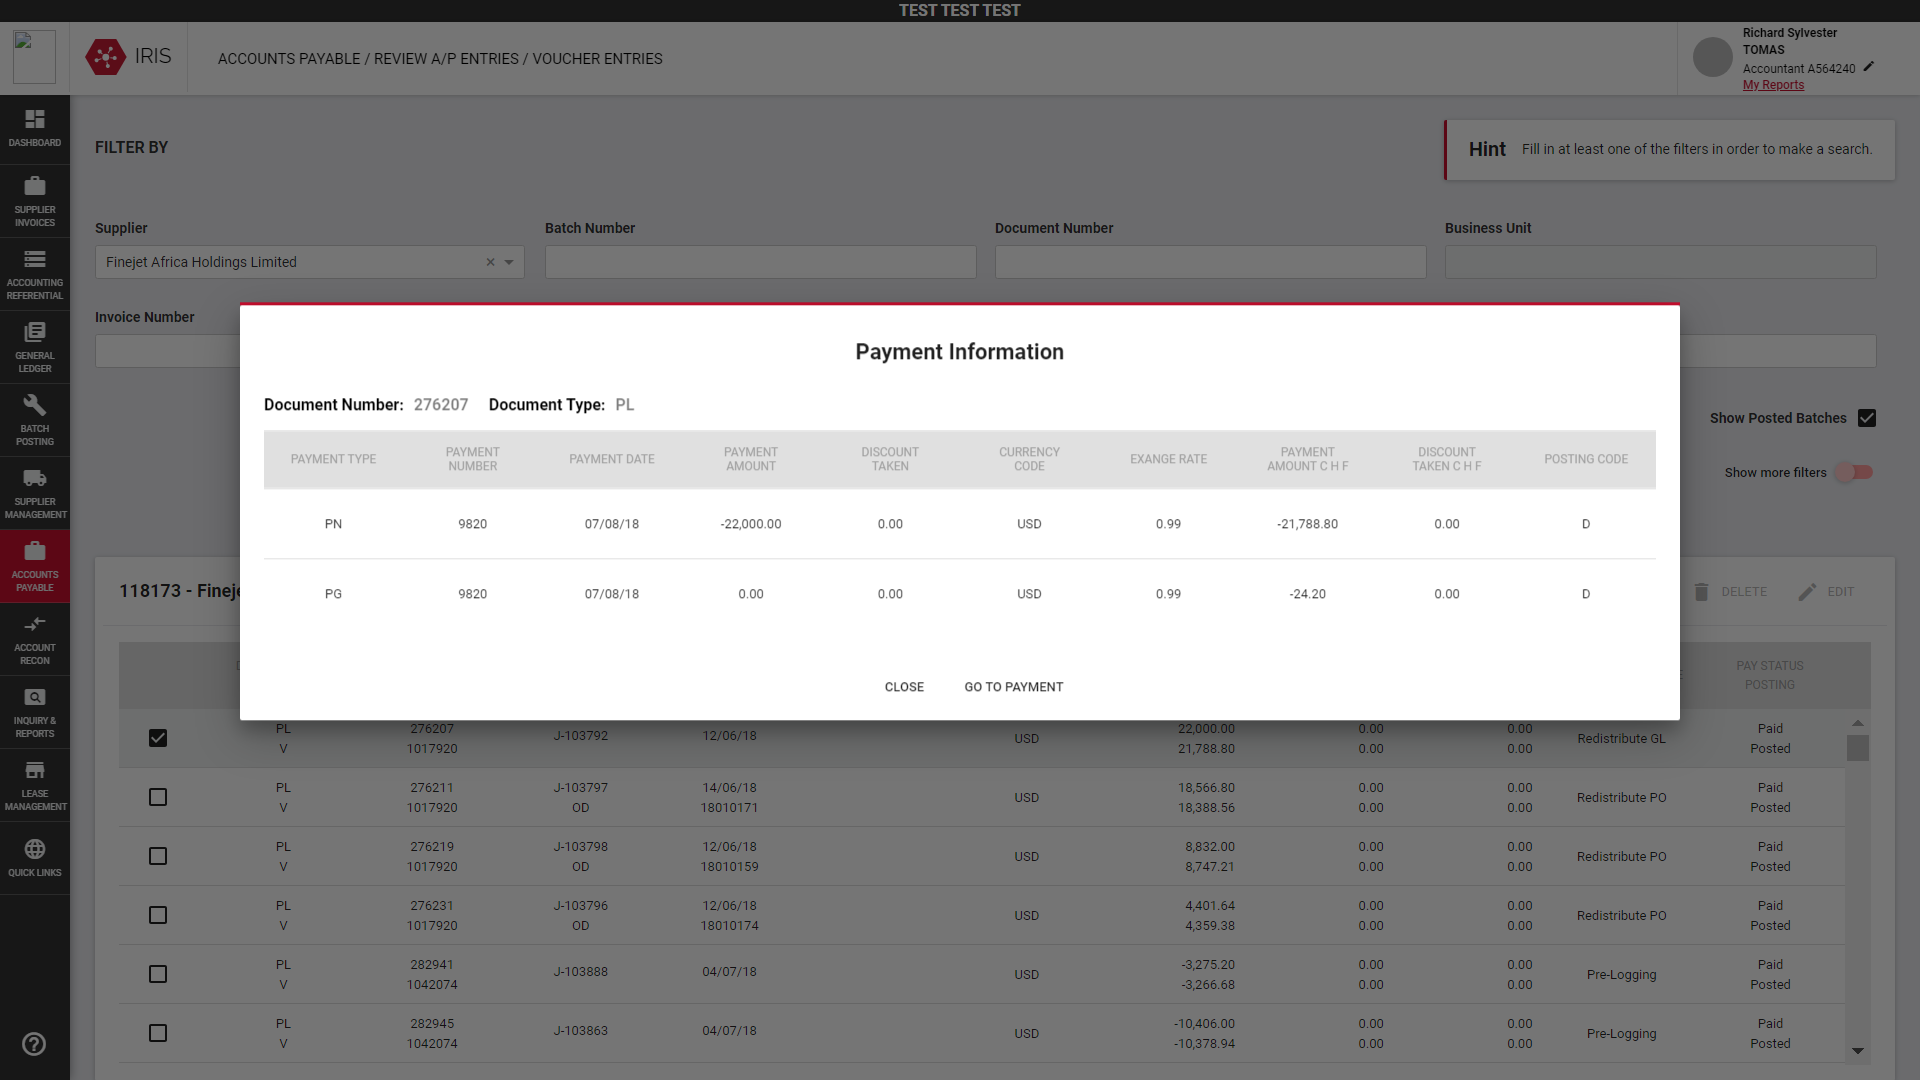 TEST TEST TEST
IRIS
ACCOUNTS PAYABLE / REVIEW A/P ENTRIES / VOUCHER ENTRIES
Richard Sylvester
TOMAS
Accountant A564240
My Reports
DASHBOARD
SUPPLIER
INVOICES
ACCOUNTING
REFERENTIAL
GENERAL
LEDGER
BATCH
POSTING
SUPPLIER
MANAGEMENT
ACCOUNTS
PAYABLE
ACCOUNT
RECON
INQUIRY &
REPORTS
LEASE
MANAGEMENT
QUICK LINKS
FILTER BY
Hint Fill in at least one of the filters in order to make a search.
Supplier Batch Number Document Number Business Unit
Finejet Africa Holdings Limited
Invoice Number
Show Posted Batches
Show more filters
Payment Information
Document Number: 276207 Document Type: PL
PAYMENT TYPE PAYMENT NUMBER PAYMENT DATE PAYMENT AMOUNT DISCOUNT TAKEN CURRENCY CODE EXANGE RATE PAYMENT AMOUNT C H F DISCOUNT TAKEN C H F POSTING CODE
PN 9820 07/08/18 -22,000.00 0.00 USD 0.99 -21,788.80 0.00 D
PG 9820 07/08/18 0.00 0.00 USD 0.99 -24.20 0.00 D
CLOSE GO TO PAYMENT
118173 - Fineje
DELETE EDIT
PAY STATUS
POSTING
PL 276207 J-103792 12/06/18 USD 22,000.00 0.00 0.00 Redistribute GL Paid
V 1017920 21,788.80 0.00 0.00 Posted
PL 276211 J-103797 14/06/18 USD 18,566.80 0.00 0.00 Redistribute PO Paid
V 1017920 OD 18010171 18,388.56 0.00 0.00 Posted
PL 276219 J-103798 12/06/18 USD 8,832.00 0.00 0.00 Redistribute PO Paid
V 1017920 OD 18010159 8,747.21 0.00 0.00 Posted
PL 276231 J-103796 12/06/18 USD 4,401.64 0.00 0.00 Redistribute PO Paid
V 1017920 OD 18010174 4,359.38 0.00 0.00 Posted
PL 282941 J-103888 04/07/18 USD -3,275.20 0.00 0.00 Pre-Logging Paid
V 1042074 -3,266.68 0.00 0.00 Posted
PL 282945 J-103863 04/07/18 USD -10,406.00 0.00 0.00 Pre-Logging Paid
V 1042074 -10,378.94 0.00 0.00 Posted